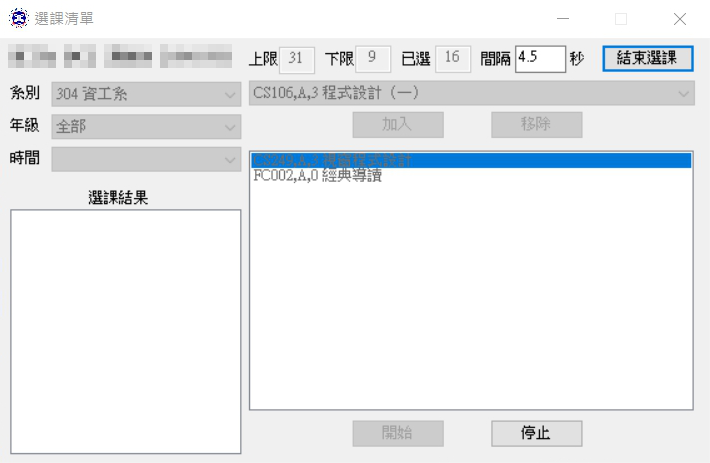 選課清單
上限 31 下限 9 已選 16 間隔 4.5 秒 結束選課
系別 304 資工系 CS106,A,3 程式設計（一）
年級 全部 加入 移除
時間
CS349,A,3 視窗程式設計
FC002,A,0 經典導讀
選課結果
開始 停止